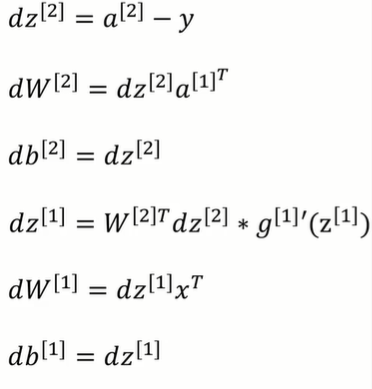 dz^{[2]} = a^{[2]} − y
dW^{[2]} = dz^{[2]}a^{[1]^T}
db^{[2]} = dz^{[2]}
dz^{[1]} = W^{[2]T}dz^{[2]} * g^{[1]}′(z^{[1]})
dW^{[1]} = dz^{[1]}x^T
db^{[1]} = dz^{[1]}